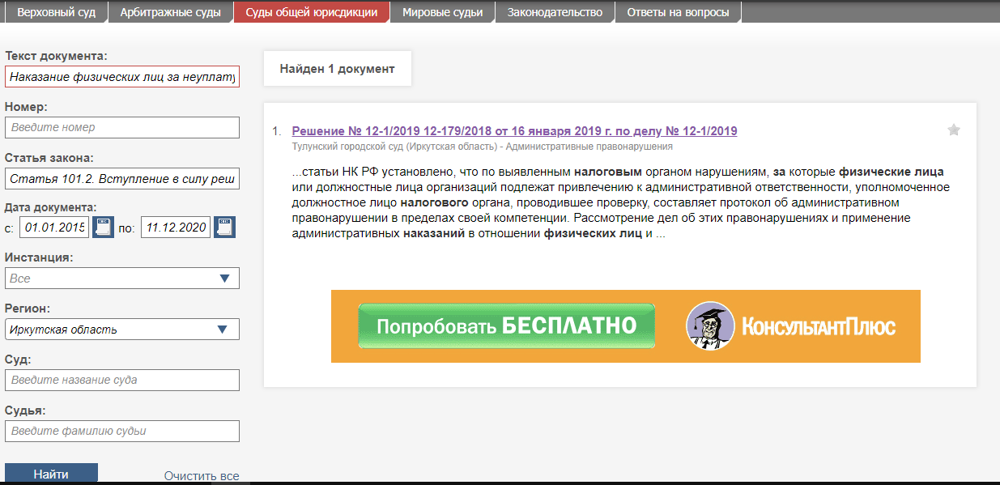 Верховный суд
Арбитражные суды
Суды общей юрисдикции
Мировые судьи
Законодательство
Ответы на вопросы
Текст документа:
Наказание физических лиц за неуплату
Номер:
Введите номер
Статья закона:
Статья 101.2. Вступление в силу реш
Дата документа:
с: 01.01.2015 по: 11.12.2020
Инстанция:
Все
Регион:
Иркутская область
Суд:
Введите название суда
Судья:
Введите фамилию судьи
Найти
Очистить все
Найден 1 документ
1. Решение № 12-1/2019 12-179/2018 от 16 января 2019 г. по делу № 12-1/2019
Тулунский городской суд (Иркутская область) - Административные правонарушения
...статьи НК РФ установлено, что по выявленным налоговым органом нарушениям, за которые физические лица
или должностные лица организаций подлежат привлечению к административной ответственности, уполномоченное
должностное лицо налогового органа, проводившее проверку, составляет протокол об административном
правонарушении в пределах своей компетенции. Рассмотрение дел об этих правонарушениях и применение
административных наказаний в отношении физических лиц и ...
Попробовать БЕСПЛАТНО
КонсультантПлюс